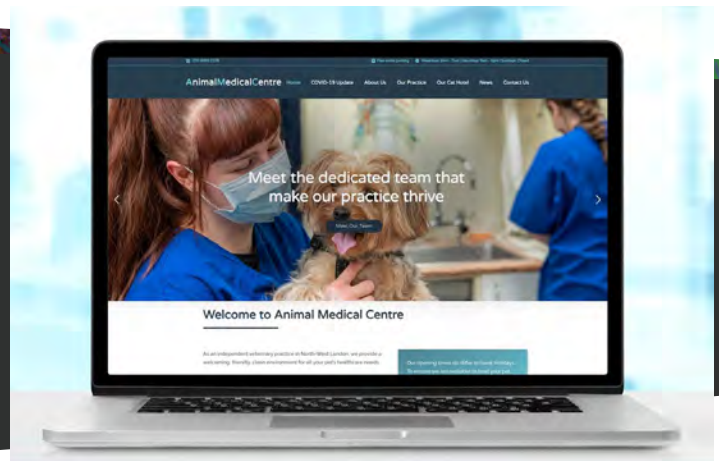 AnimalMedicalCentre Home COVID-19 Update About Us Our Practice Our Cat Hotel News Contact Us
Meet the dedicated team that
make our practice thrive
Meet Our Team
Welcome to Animal Medical Centre
As an independent veterinary practice in North West London, we provide a
welcoming, friendly, clean environment for all your pet's healthcare needs.